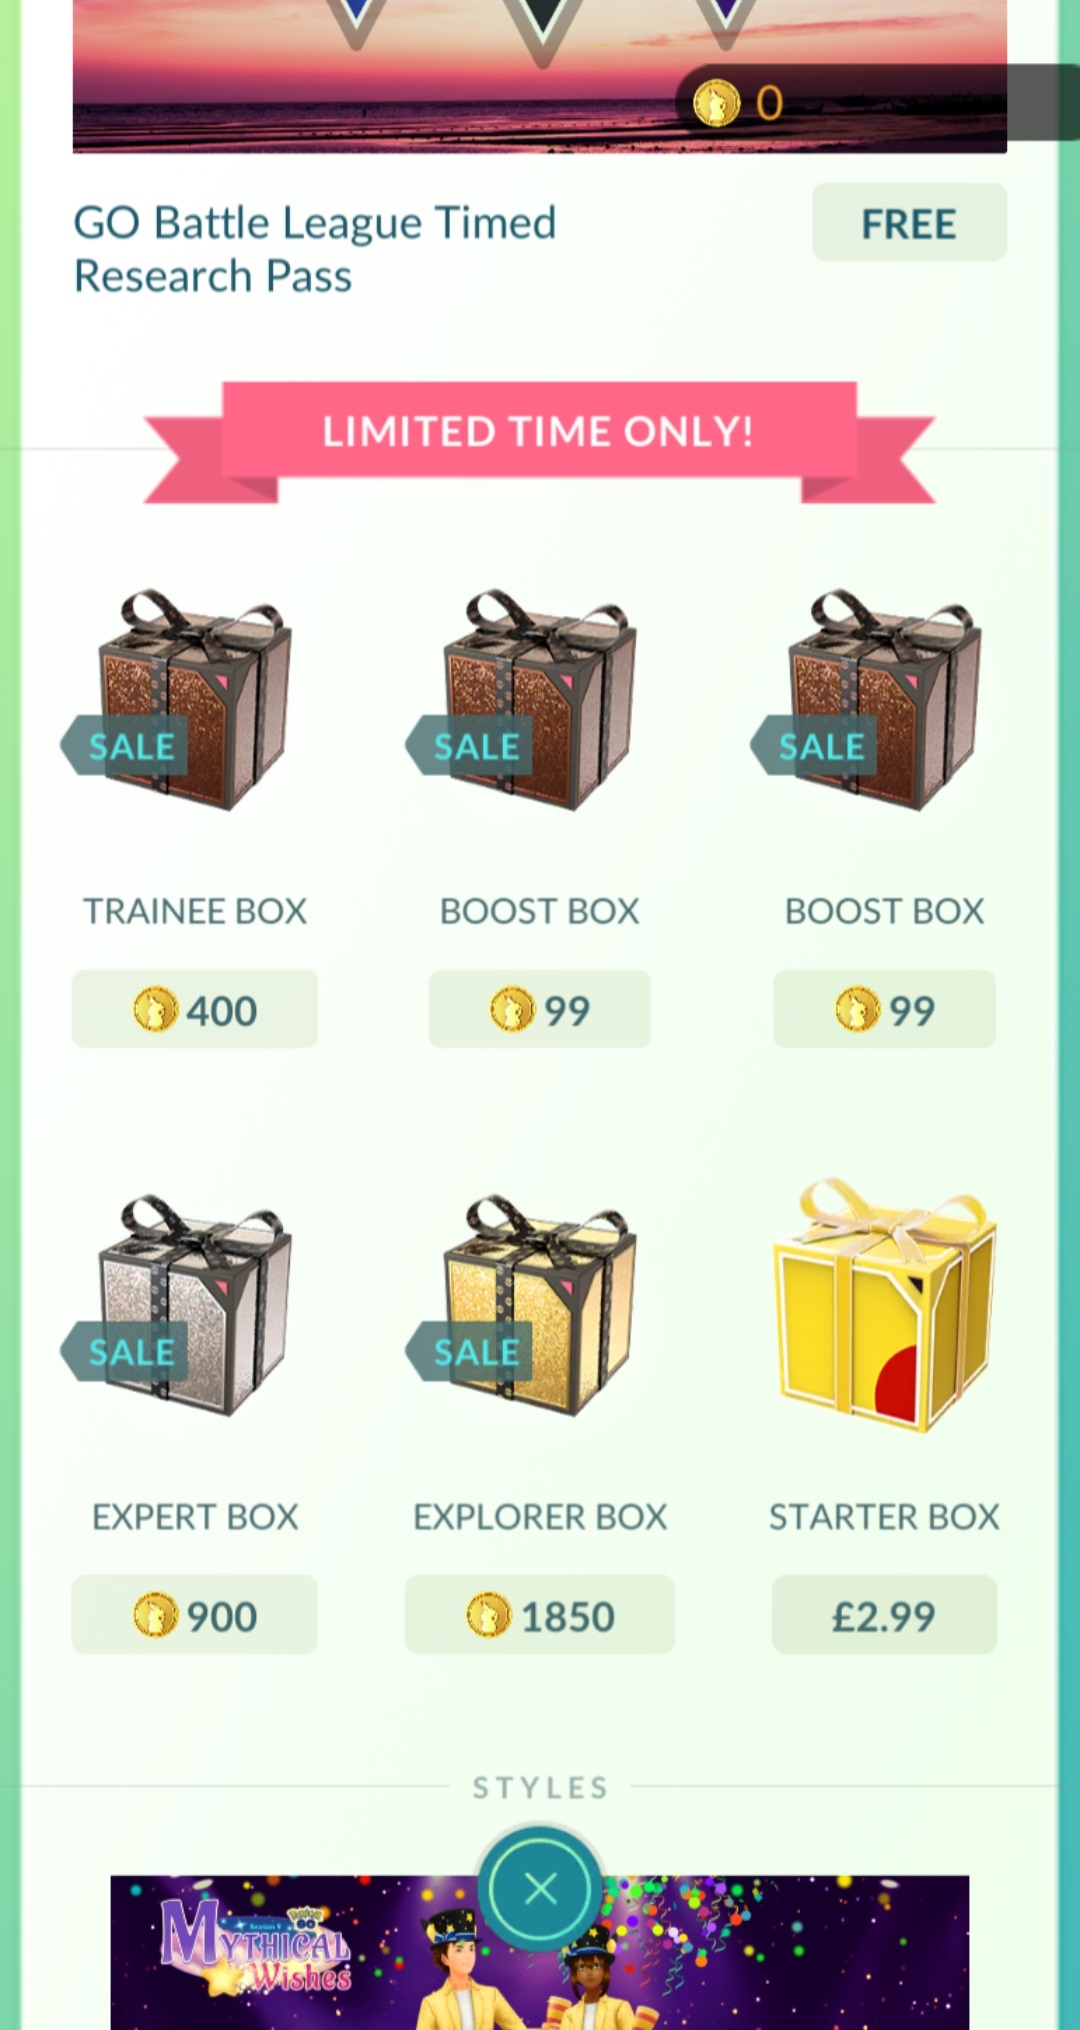 0
GO Battle League Timed
Research Pass
FREE
LIMITED TIME ONLY!
SALE
SALE
SALE
TRAINEE BOX
BOOST BOX
BOOST BOX
400
99
99
SALE
SALE
EXPERT BOX
EXPLORER BOX
STARTER BOX
900
1850
£2.99
STYLES
MYTHICAL
Wishes